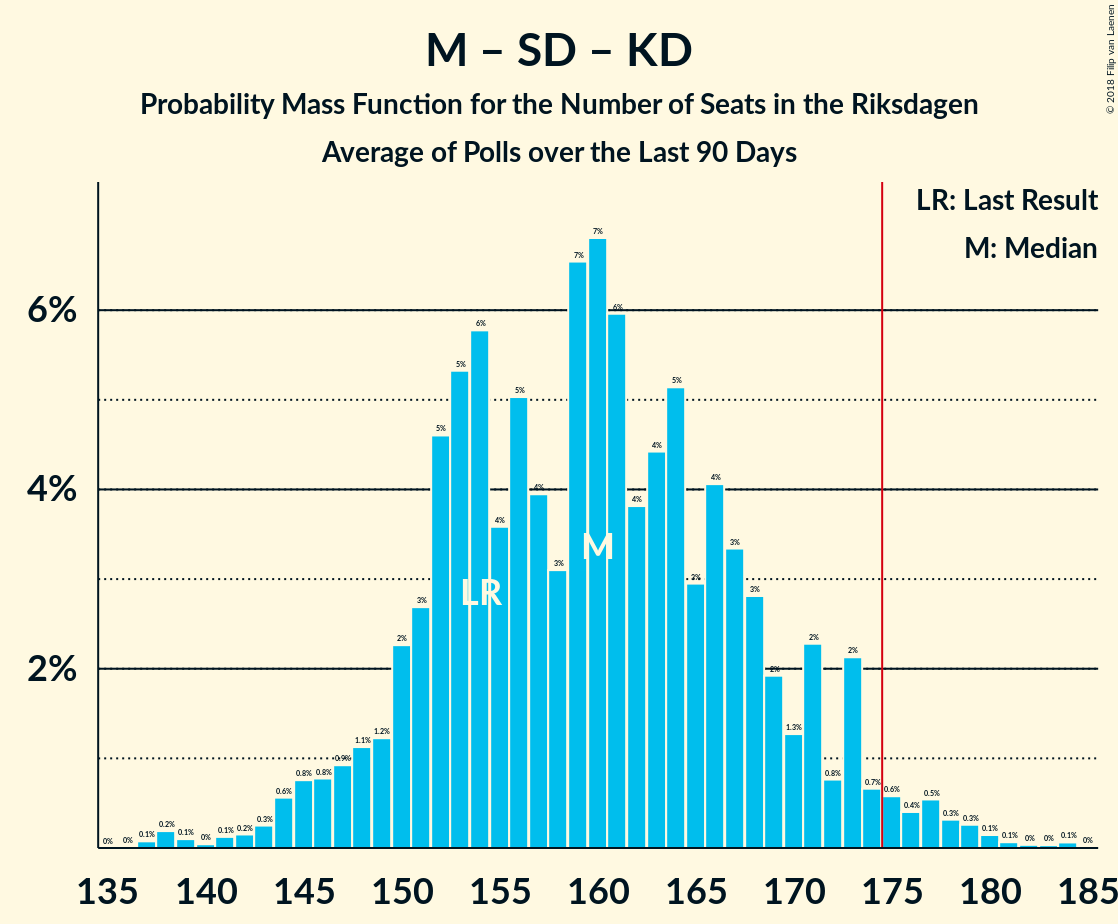 M – SD – KD
Probability Mass Function for the Number of Seats in the Riksdagen
Average of Polls over the Last 90 Days
© 2018 Filip van Laenen
LR: Last Result
M: Median
6%
4%
2%
0% 0% 0.1% 0.2% 0.1% 0% 0.1% 0.2% 0.3% 0.6% 0.8% 0.8% 0.9% 1.1% 1.2% 2% 3% 5% 5% 6% 4% 5% 4% 3% 7% 7% 6% 4% 4% 5% 3% 4% 3% 3% 2% 1.3% 2% 0.8% 2% 0.7% 0.6% 0.4% 0.5% 0.3% 0.3% 0.1% 0.1% 0% 0% 0.1% 0%
LR
M
135 140 145 150 155 160 165 170 175 180 185